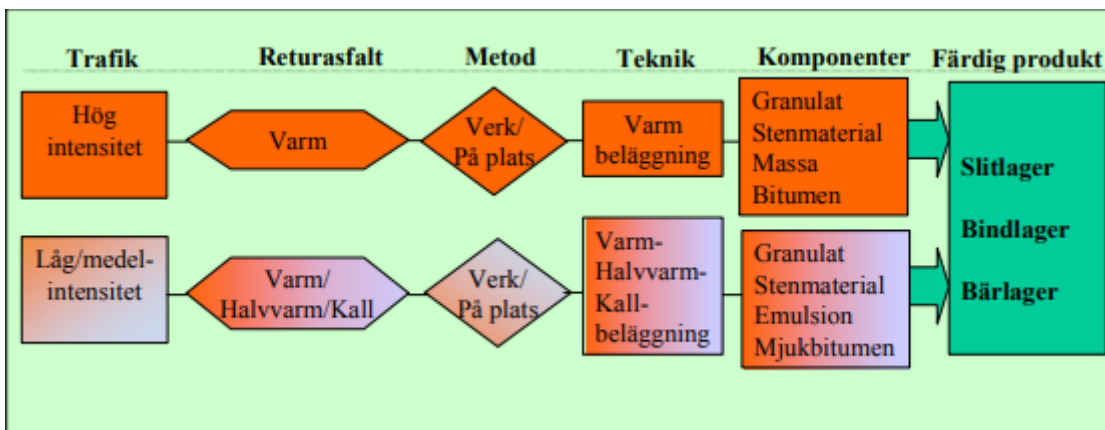 Trafik Returasfalt Metod Teknik Komponenter Färdig produkt
Hög
intensitet
Varm
Verk/
På plats
Varm
beläggning
Granulat
Stenmaterial
Massa
Bitumen
Låg/medel-
intensitet
Varm/
Halvvarm/Kall
Verk/
På plats
Varm-
Halvvarm-
Kall-
beläggning
Granulat
Stenmaterial
Emulsion
Mjukbitumen
Slitlager
Bindlager
Bärlager